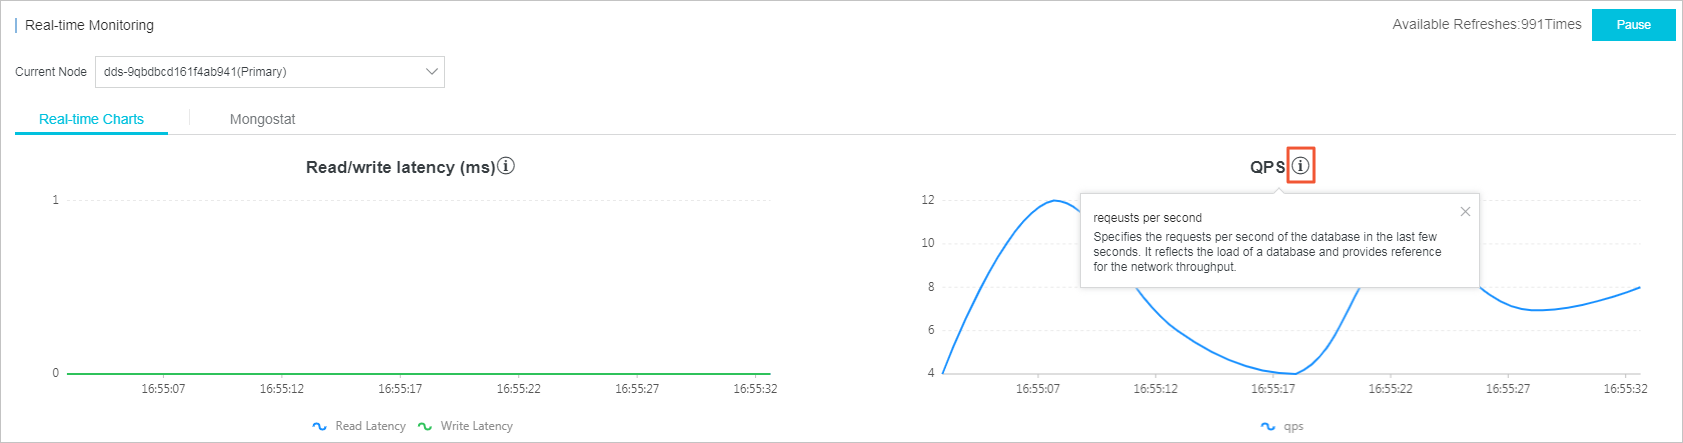 Real-time Monitoring
Available Refreshes:991Times
Pause
Current Node
dds-9qbdbcd161f4ab941(Primary)
Real-time Charts
Mongostat
Read/write latency (ms)
1
0
16:55:07
16:55:12
16:55:17
16:55:22
16:55:27
16:55:32
Read Latency
Write Latency
QPS
reqeusts per second
Specifies the requests per second of the database in the last few
seconds. It reflects the load of a database and provides reference
for the network throughput.
12
10
8
6
4
16:55:07
16:55:12
16:55:17
16:55:22
16:55:27
16:55:32
qps